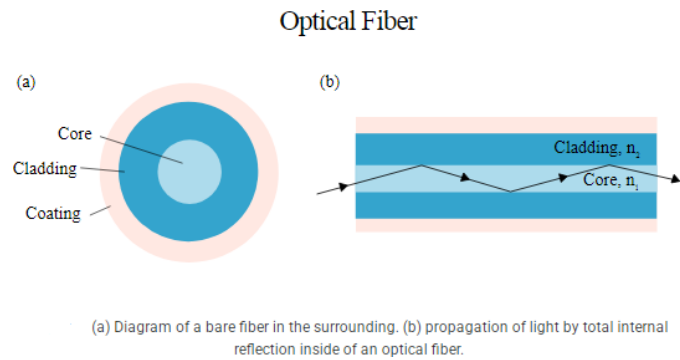 Optical Fiber
(a)
Core
Cladding
Coating
(b)
Cladding, n₂
Core, n₁
(a) Diagram of a bare fiber in the surrounding. (b) propagation of light by total internal
reflection inside of an optical fiber.